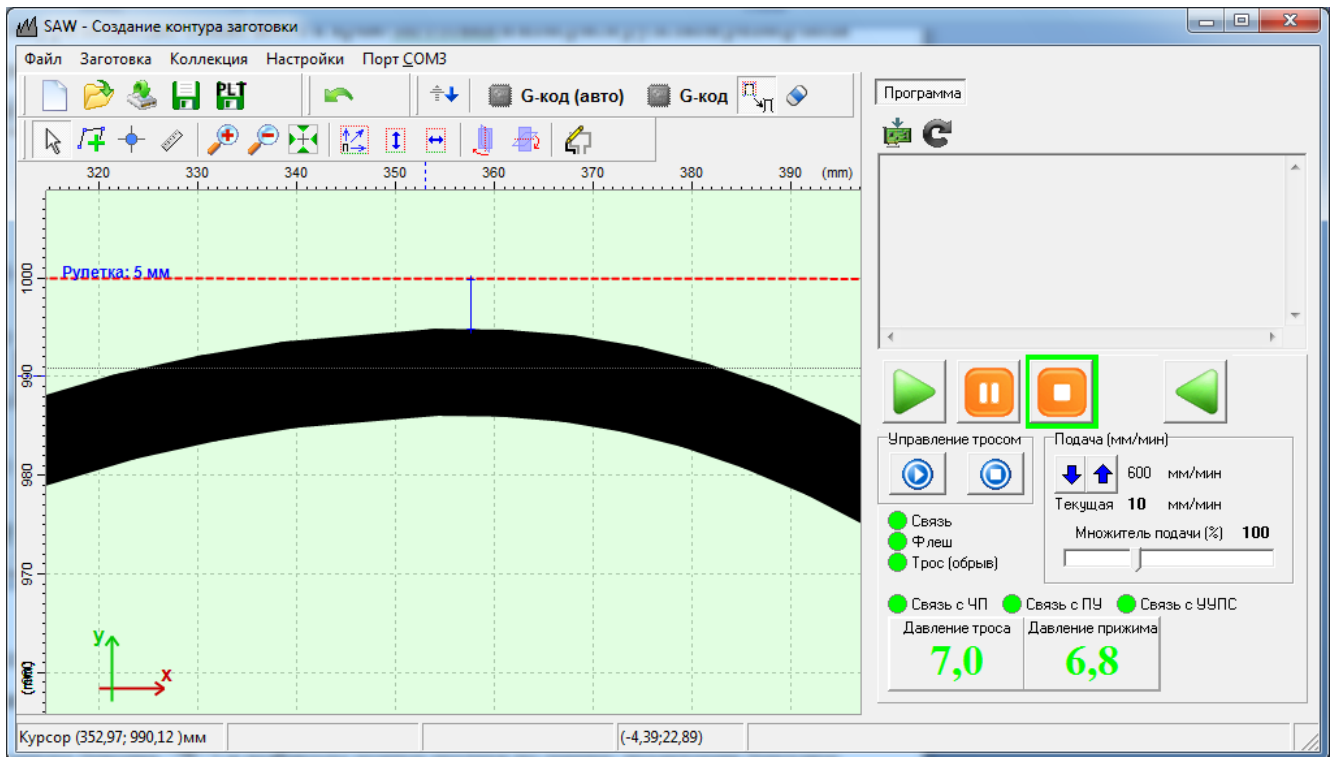 SAW - Создание контура заготовки
Файл Заготовка Коллекция Настройки Порт COM3
PLT G-код (авто) G-код
Программа
320 330 340 350 360 370 380 390 (mm)
1000
Рулетка: 5 мм
990
980
970
(mm)
y
x
Управление тросом
Подача (мм/мин)
600 мм/мин
Текущая 10 мм/мин
Множитель подачи (%) 100
Связь
Флеш
Трос (обрыв)
Связь с ЧП Связь с ПУ Связь с УУПС
Давление троса Давление прижима
7,0 6,8
Курсор (352,97; 990,12 )мм (-4,39;22,89)